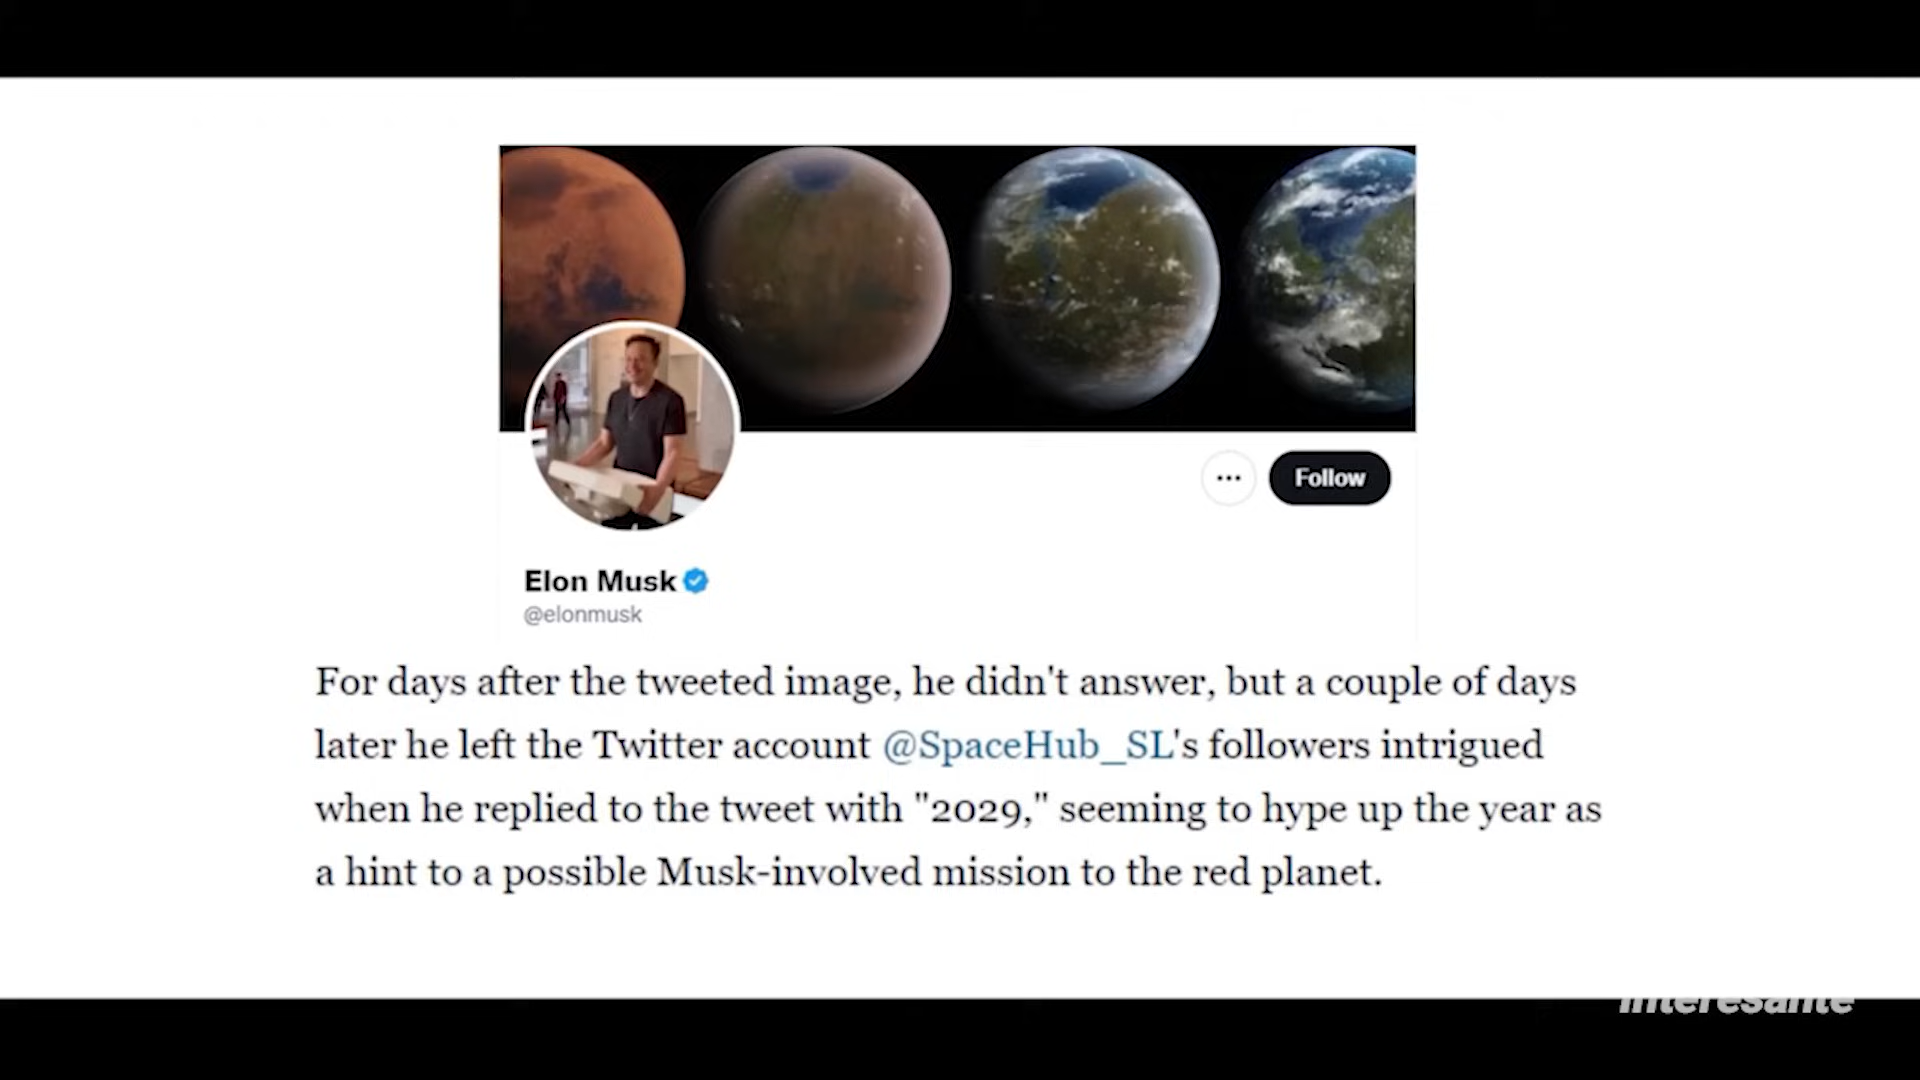 Follow
Elon Musk
@elonmusk
For days after the tweeted image, he didn't answer, but a couple of days
later he left the Twitter account @SpaceHub_SL's followers intrigued
when he replied to the tweet with "2029," seeming to hype up the year as
a hint to a possible Musk-involved mission to the red planet.
interesante